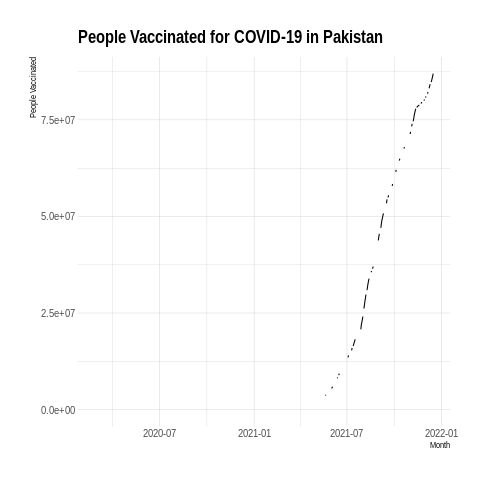 People Vaccinated for COVID-19 in Pakistan
People Vaccinated
7.5e+07
5.0e+07
2.5e+07
0.0e+00
2020-07
2021-01
2021-07
2022-01
Month